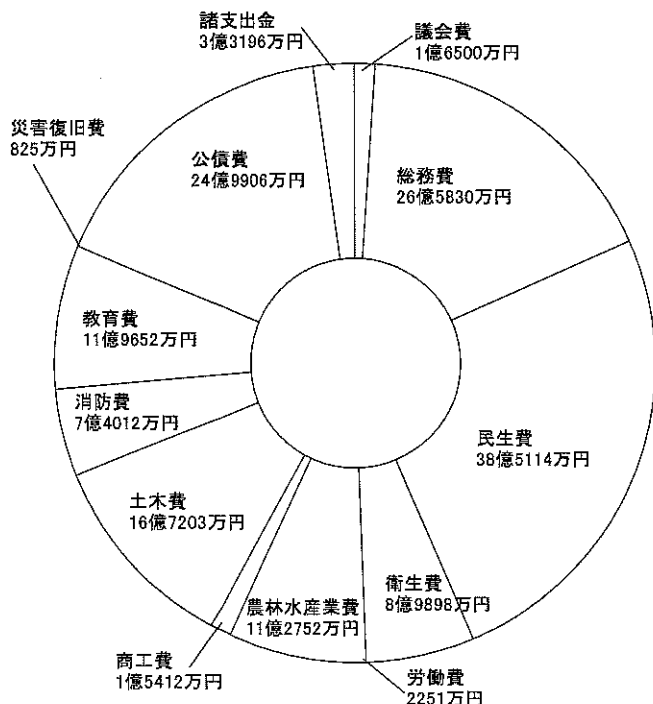 諸支出金
3億3196万円
議会費
1億6500万円
災害復旧費
825万円
公債費
24億9906万円
総務費
26億5830万円
教育費
11億9652万円
消防費
7億4012万円
民生費
38億5114万円
土木費
16億7203万円
衛生費
8億9898万円
農林水産業費
11億2752万円
商工費
1億5412万円
労働費
2251万円